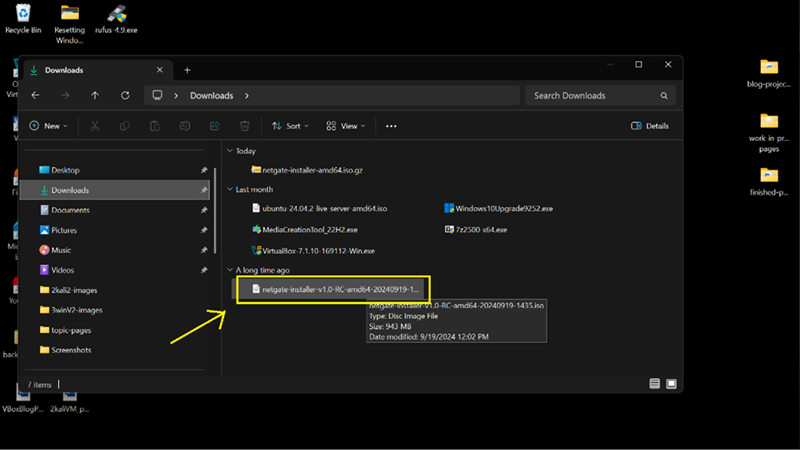 Recycle Bin
Resetting Windo...
rufus-4.9.exe
Downloads
Downloads
Search Downloads
New
Sort
View
Details
Desktop
Downloads
Documents
Pictures
Music
Videos
2kali2-images
3winV2-images
topic-pages
Screenshots
Today
netgate-installer-amd64.iso.gz
Last month
ubuntu-24.04.2-live-server-amd64.iso
Windows10Upgrade9252.exe
MediaCreationTool_22H2.exe
7z2500-x64.exe
VirtualBox-7.1.10-169112-Win.exe
A long time ago
netgate-installer-v1.0-RC-amd64-20240919-1...
netgate-installer-v1.0-RC-amd64-20240919-1435.iso
Type: Disc Image File
Size: 943 MB
Date modified: 9/19/2024 12:02 PM
7 items
blog-projec...
work in pr...
pages
finished-p...
VBoxBlogP...
2kaliVM_p...